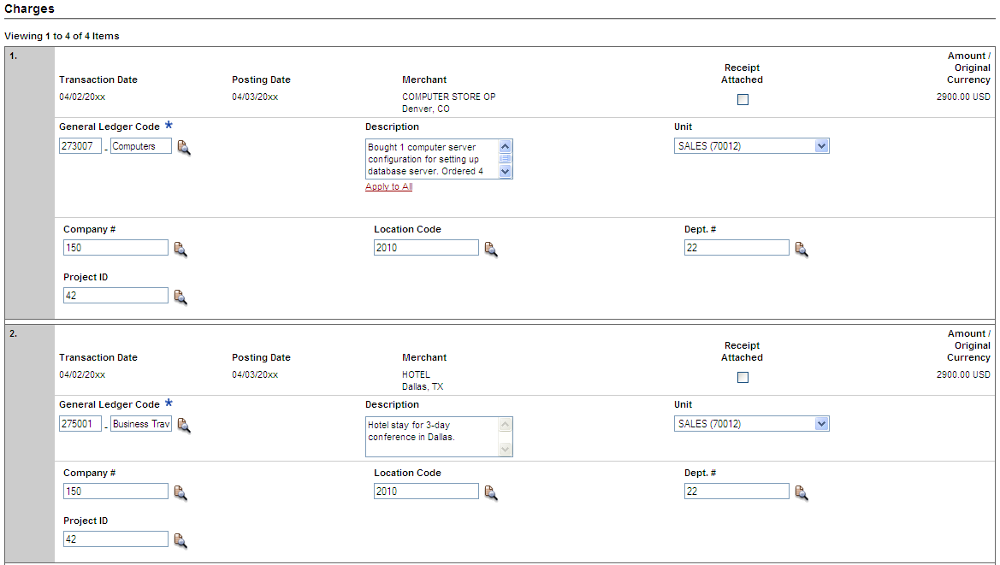 Charges
Viewing 1 to 4 of 4 Items
1.
Transaction Date
Posting Date
Merchant
Receipt
Attached
Amount /
Original
Currency
04/02/20xx
04/03/20xx
COMPUTER STORE OP
Denver, CO
2900.00 USD
General Ledger Code *
Description
Unit
273007 - Computers
Bought 1 computer server
configuration for setting up
database server. Ordered 4
SALES (70012)
Apply to All
Company #
Location Code
Dept. #
150
2010
22
Project ID
42
2.
Transaction Date
Posting Date
Merchant
Receipt
Attached
Amount /
Original
Currency
04/02/20xx
04/03/20xx
HOTEL
Dallas, TX
2900.00 USD
General Ledger Code *
Description
Unit
275001 - Business Trav
Hotel stay for 3-day
conference in Dallas.
SALES (70012)
Company #
Location Code
Dept. #
150
2010
22
Project ID
42